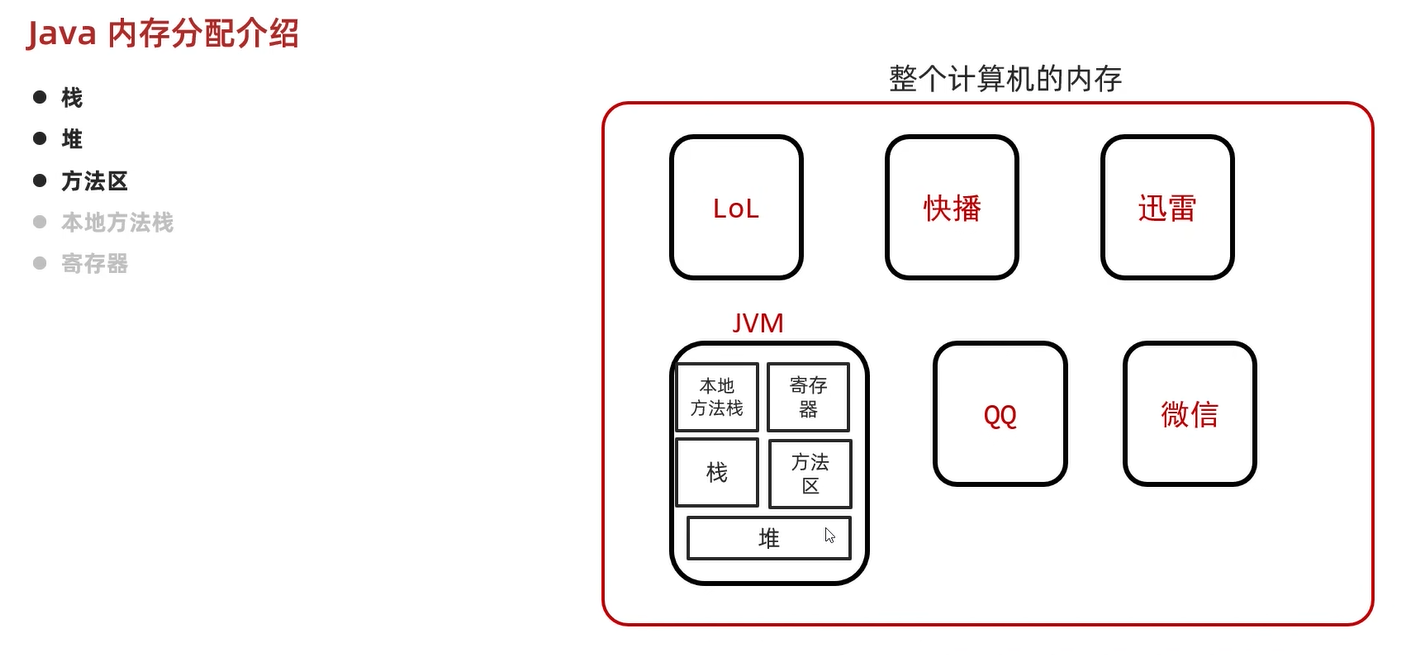 Java 内存分配介绍
栈
堆
方法区
本地方法栈
寄存器
整个计算机的内存
LoL
快播
迅雷
JVM
本地
方法栈
寄存
器
栈
方法
区
堆
QQ
微信